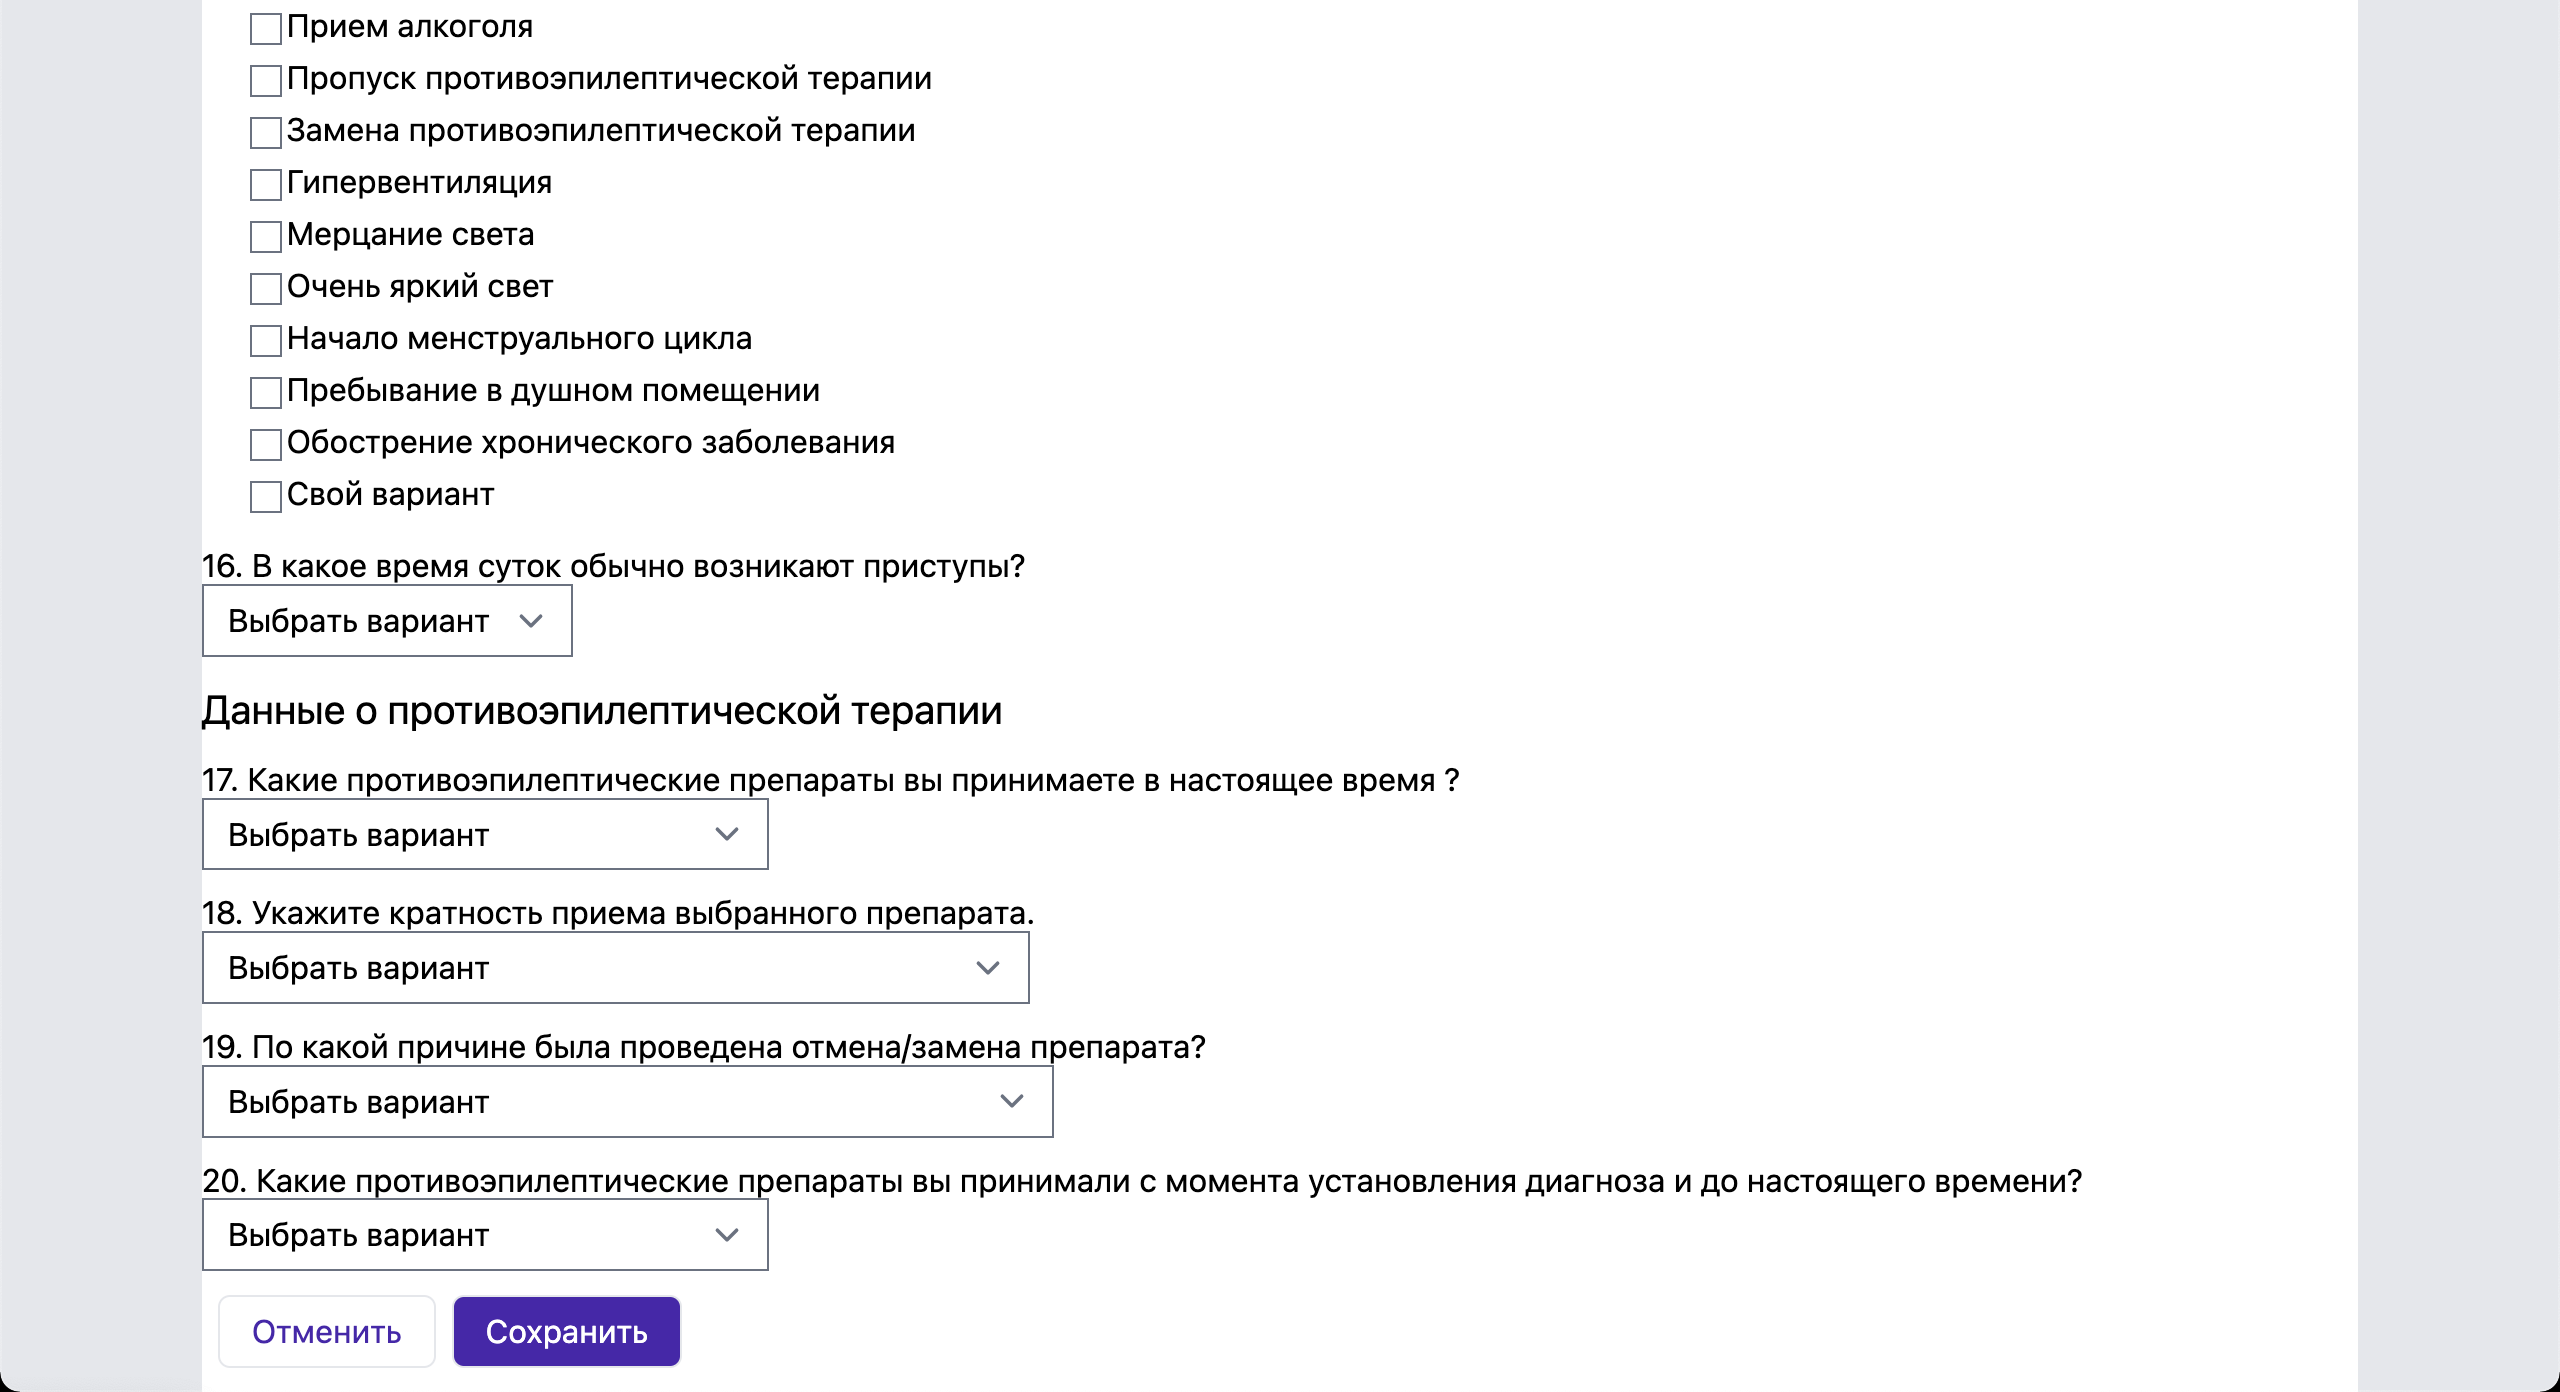 Прием алкоголя
Пропуск противоэпилептической терапии
Замена противоэпилептической терапии
Гипервентиляция
Мерцание света
Очень яркий свет
Начало менструального цикла
Пребывание в душном помещении
Обострение хронического заболевания
Свой вариант
16. В какое время суток обычно возникают приступы?
Выбрать вариант
Данные о противоэпилептической терапии
17. Какие противоэпилептические препараты вы принимаете в настоящее время ?
Выбрать вариант
18. Укажите кратность приема выбранного препарата.
Выбрать вариант
19. По какой причине была проведена отмена/замена препарата?
Выбрать вариант
20. Какие противоэпилептические препараты вы принимали с момента установления диагноза и до настоящего времени?
Выбрать вариант
Отменить Сохранить